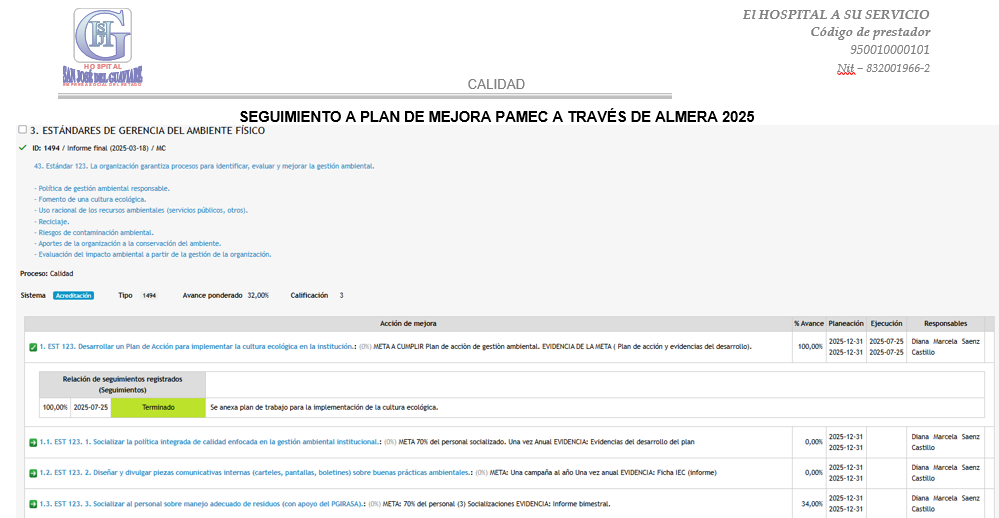 El HOSPITAL A SU SERVICIO
Código de prestador
950010000101
Nit – 832001966-2
HOSPITAL
SAN JOSÉ DEL GUAVIARE
EMPRESA SOCIAL DEL ESTADO
CALIDAD
SEGUIMIENTO A PLAN DE MEJORA PAMEC A TRAVÉS DE ALMERA 2025
3. ESTÁNDARES DE GERENCIA DEL AMBIENTE FÍSICO
ID: 1494 / Informe final (2025-03-18) / MC
43. Estándar 123. La organización garantiza procesos para identificar, evaluar y mejorar la gestión ambiental.
- Política de gestión ambiental responsable.
- Fomento de una cultura ecológica.
- Uso racional de los recursos ambientales (servicios públicos, otros).
- Reciclaje.
- Riesgos de contaminación ambiental.
- Aportes de la organización a la conservación del ambiente.
- Evaluación del impacto ambiental a partir de la gestión de la organización.
Proceso: Calidad
Sistema Acreditación Tipo 1494 Avance ponderado 32,00% Calificación 3
Acción de mejora % Avance Planeación Ejecución Responsables
1. EST 123. Desarrollar un Plan de Acción para implementar la cultura ecológica en la institución.: (0%) META A CUMPLIR Plan de acción de gestión ambiental. EVIDENCIA DE LA META ( Plan de acción y evidencias del desarrollo). 100,00% 2025-12-31 2025-07-25 Diana Marcela Saenz
2025-12-31 2025-07-25 Castillo
Relación de seguimientos registrados
(Seguimientos)
100,00% 2025-07-25 Terminado Se anexa plan de trabajo para la implementación de la cultura ecológica.
1.1. EST 123. 1. Socializar la política integrada de calidad enfocada en la gestión ambiental institucional.: (0%) META 70% del personal socializado. Una vez Anual EVIDENCIA: Evidencias del desarrollo del plan 0,00% 2025-12-31 Diana Marcela Saenz
2025-12-31 Castillo
1.2. EST 123. 2. Diseñar y divulgar piezas comunicativas internas (carteles, pantallas, boletines) sobre buenas prácticas ambientales.: (0%) META: Una campaña al año Una vez anual EVIDENCIA: Ficha IEC (Informe) 0,00% 2025-12-31 Diana Marcela Saenz
2025-12-31 Castillo
1.3. EST 123. 3. Socializar al personal sobre manejo adecuado de residuos (con apoyo del PGIRASA).: (0%) META: 70% del personal (3) Socializaciones EVIDENCIA: Informe bimestral. 34,00% 2025-12-31 Diana Marcela Saenz
2025-12-31 Castillo